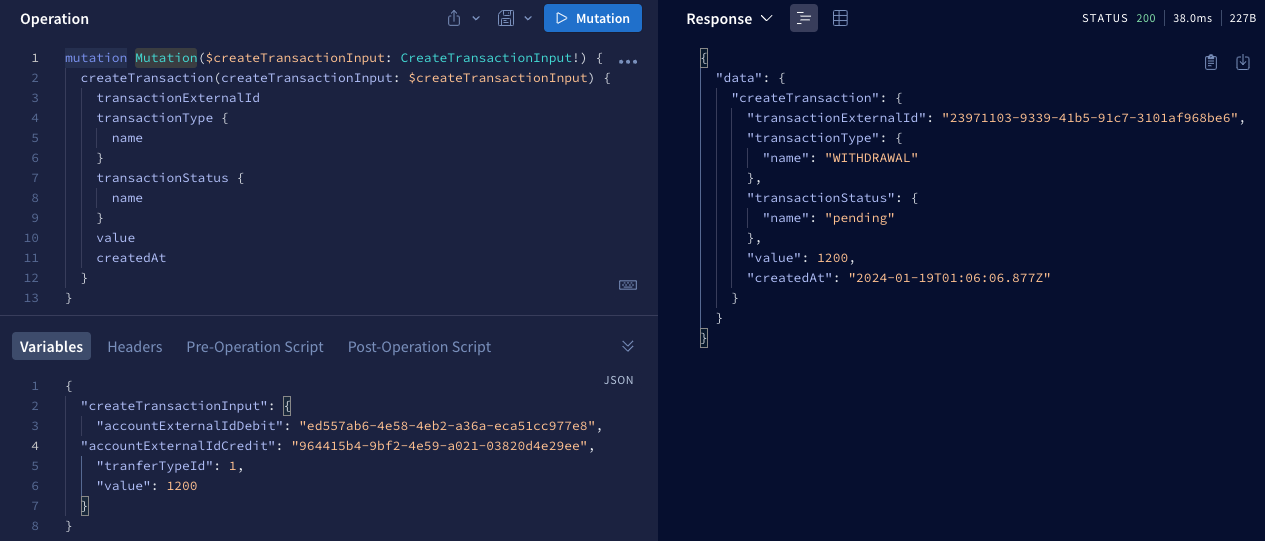 Operation
Mutation
1 mutation Mutation($createTransactionInput: CreateTransactionInput!) {
2 createTransaction(createTransactionInput: $createTransactionInput) {
3 transactionExternalId
4 transactionType {
5 name
6 }
7 transactionStatus {
8 name
9 }
10 value
11 createdAt
12 }
13 }
Variables Headers Pre-Operation Script Post-Operation Script
JSON
1 {
2 "createTransactionInput": {
3 "accountExternalIdDebit": "ed557ab6-4e58-4eb2-a36a-eca51cc977e8",
4 "accountExternalIdCredit": "964415b4-9bf2-4e59-a021-03820d4e29ee",
5 "tranferTypeId": 1,
6 "value": 1200
7 }
8 }
Response STATUS 200 38.0ms 227B
{
"data": {
"createTransaction": {
"transactionExternalId": "23971103-9339-41b5-91c7-3101af968be6",
"transactionType": {
"name": "WITHDRAWAL"
},
"transactionStatus": {
"name": "pending"
},
"value": 1200,
"createdAt": "2024-01-19T01:06:06.877Z"
}
}
}